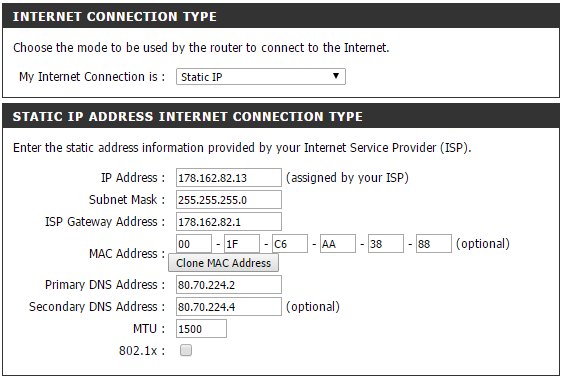 INTERNET CONNECTION TYPE
Choose the mode to be used by the router to connect to the Internet.
My Internet Connection is : Static IP
STATIC IP ADDRESS INTERNET CONNECTION TYPE
Enter the static address information provided by your Internet Service Provider (ISP).
IP Address : 178.162.82.13 (assigned by your ISP)
Subnet Mask : 255.255.255.0
ISP Gateway Address : 178.162.82.1
MAC Address : 00 - 1F - C6 - AA - 38 - 88 (optional)
Clone MAC Address
Primary DNS Address : 80.70.224.2
Secondary DNS Address : 80.70.224.4 (optional)
MTU : 1500
802.1x :